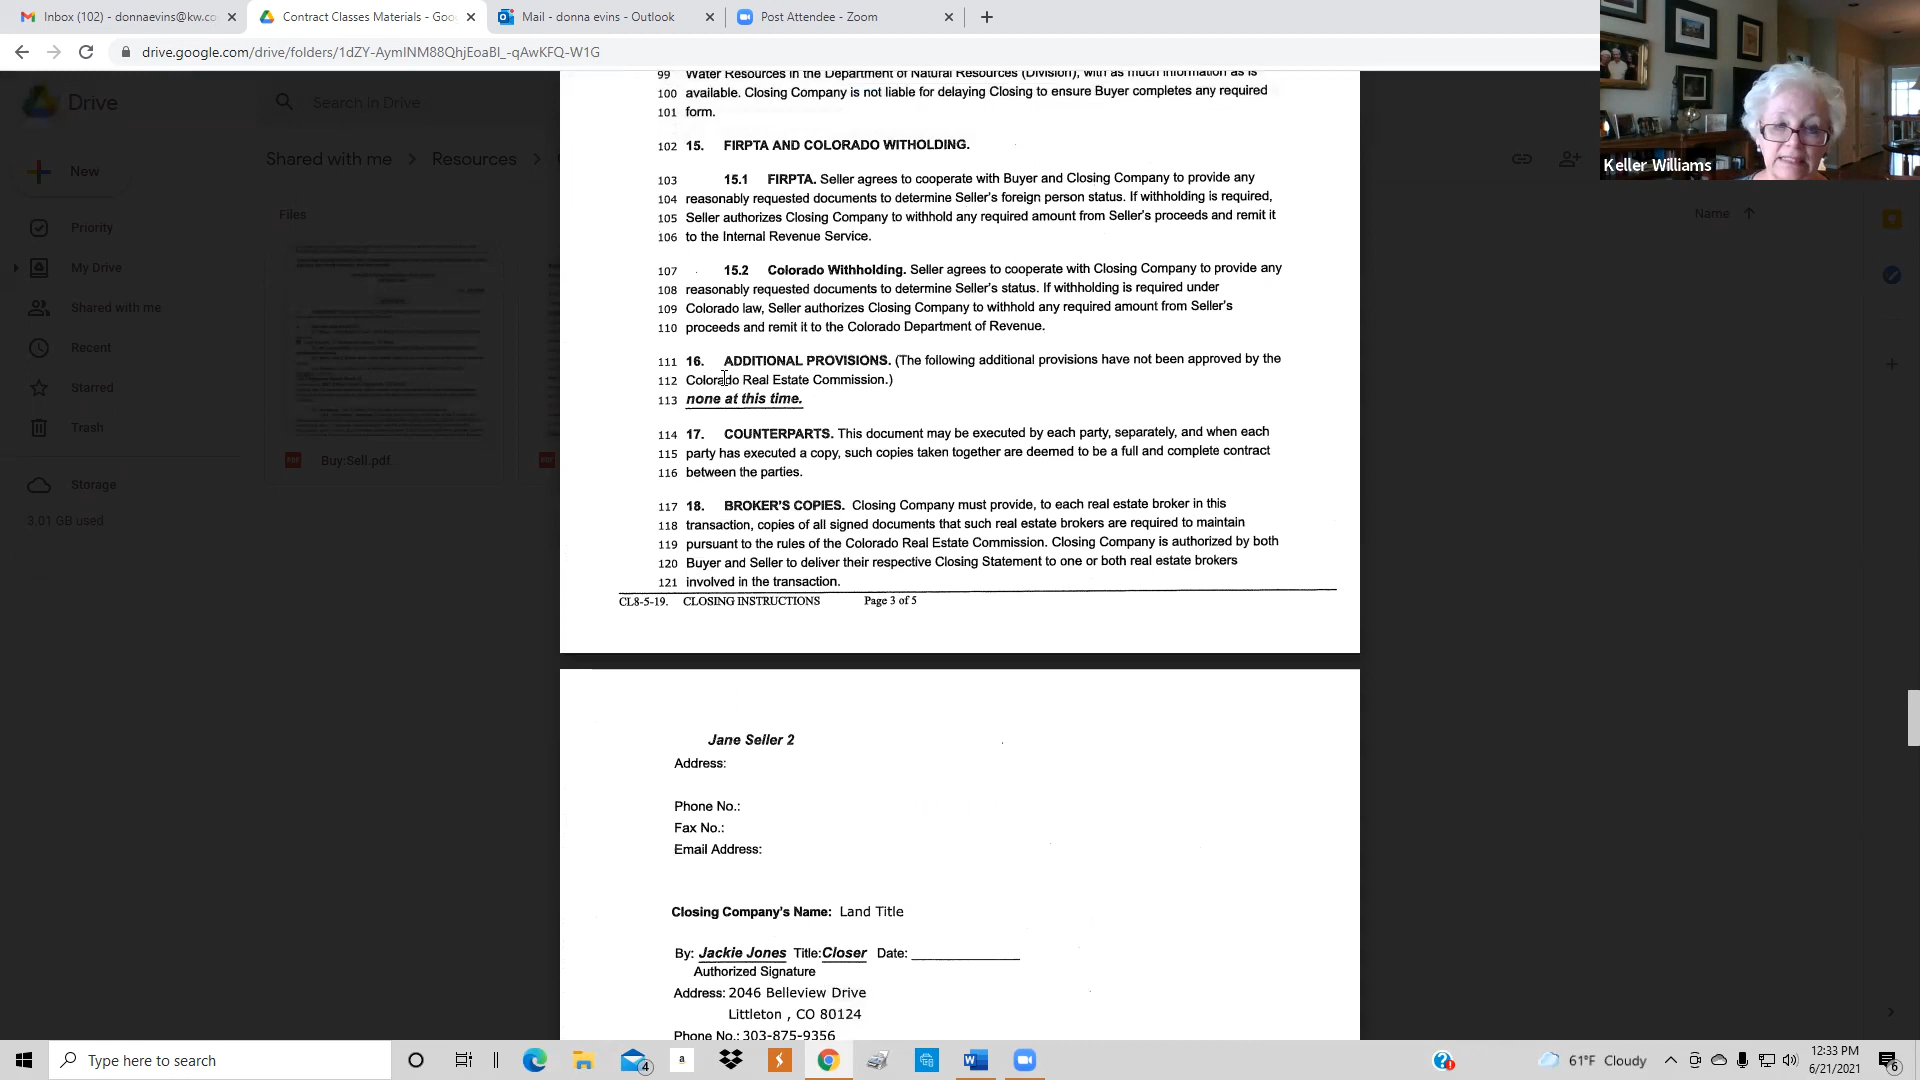 Inbox (102) - donnaevins@kw.co
Contract Classes Materials - Goo
Mail - donna evins - Outlook
Post Attendee - Zoom
drive.google.com/drive/folders/1dZY-AymINM88QhjEoaBI_-qAwKFQ-W1G
Drive
Search in Drive
New
Shared with me > Resources >
Files
Name
Priority
My Drive
Shared with me
Recent
Starred
Trash
Storage
3.01 GB used
Buy:Sell.pdf
Keller Williams
99 Water Resources in the Department of Natural Resources (Division), with as much information as is
100 available. Closing Company is not liable for delaying Closing to ensure Buyer completes any required
101 form.
102 15. FIRPTA AND COLORADO WITHOLDING.
103 15.1 FIRPTA. Seller agrees to cooperate with Buyer and Closing Company to provide any
104 reasonably requested documents to determine Seller's foreign person status. If withholding is required,
105 Seller authorizes Closing Company to withhold any required amount from Seller's proceeds and remit it
106 to the Internal Revenue Service.
107 15.2 Colorado Withholding. Seller agrees to cooperate with Closing Company to provide any
108 reasonably requested documents to determine Seller's status. If withholding is required under
109 Colorado law, Seller authorizes Closing Company to withhold any required amount from Seller's
110 proceeds and remit it to the Colorado Department of Revenue.
111 16. ADDITIONAL PROVISIONS. (The following additional provisions have not been approved by the
112 Colorado Real Estate Commission.)
113 none at this time.
114 17. COUNTERPARTS. This document may be executed by each party, separately, and when each
115 party has executed a copy, such copies taken together are deemed to be a full and complete contract
116 between the parties.
117 18. BROKER'S COPIES. Closing Company must provide, to each real estate broker in this
118 transaction, copies of all signed documents that such real estate brokers are required to maintain
119 pursuant to the rules of the Colorado Real Estate Commission. Closing Company is authorized by both
120 Buyer and Seller to deliver their respective Closing Statement to one or both real estate brokers
121 involved in the transaction.
CL8-5-19. CLOSING INSTRUCTIONS Page 3 of 5
Jane Seller 2
Address:
Phone No.:
Fax No.:
Email Address:
Closing Company's Name: Land Title
By: Jackie Jones Title:Closer Date:
Authorized Signature
Address: 2046 Belleview Drive
Littleton , CO 80124
Phone No.: 303-875-9356
Type here to search
4
a
61°F Cloudy
12:33 PM
6/21/2021
6